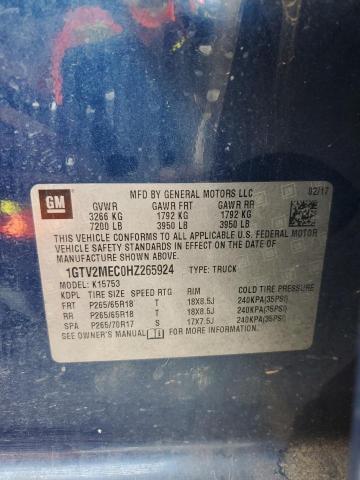 GM
MFD BY GENERAL MOTORS LLC
02/17
GVWR GAWR FRT GAWR RR
3266 KG 1792 KG 1792 KG
7200 LB 3950 LB 3950 LB
THIS VEHICLE CONFORMS TO ALL APPLICABLE U.S. FEDERAL MOTOR
VEHICLE SAFETY STANDARDS IN EFFECT ON THE DATE OF
MANUFACTURE SHOWN ABOVE.
1GTV2MEC0HZ265924 TYPE: TRUCK
MODEL: K15753
KDPL TIRE SIZE SPEED RTG RIM COLD TIRE PRESSURE
FRT P265/65R18 T 18X8.5J 240KPA(35PSI)
RR P265/65R18 T 18X8.5J 240KPA(35PSI)
SPA P265/70R17 S 17X7.5J 240KPA(35PSI)
SEE OWNER'S MANUAL FOR ADDITIONAL INFORMATION.